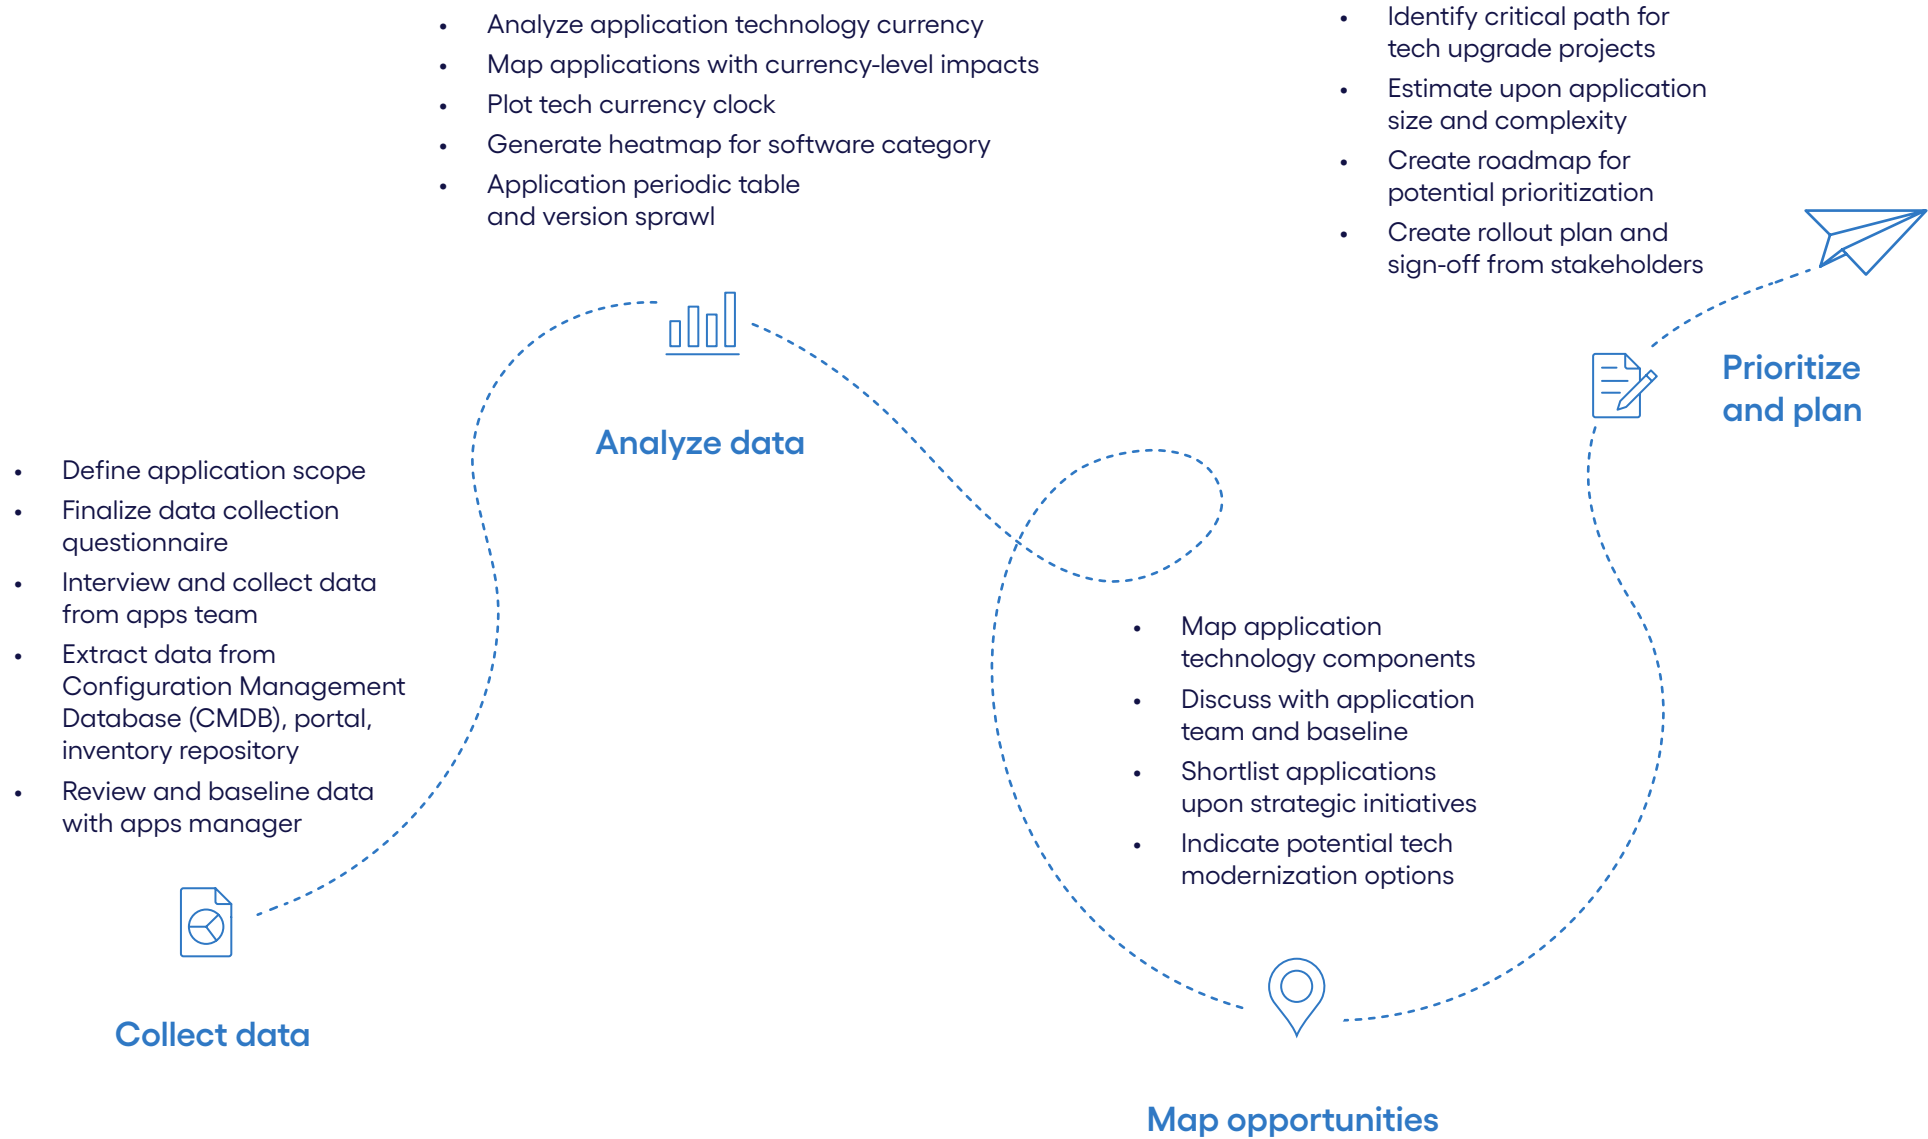 • Define application scope
• Finalize data collection
questionnaire
• Interview and collect data
from apps team
• Extract data from
Configuration Management
Database (CMDB), portal,
inventory repository
• Review and baseline data
with apps manager
Collect data
• Analyze application technology currency
• Map applications with currency-level impacts
• Plot tech currency clock
• Generate heatmap for software category
• Application periodic table
and version sprawl
Analyze data
• Map application
technology components
• Discuss with application
team and baseline
• Shortlist applications
upon strategic initiatives
• Indicate potential tech
modernization options
Map opportunities
• Identify critical path for
tech upgrade projects
• Estimate upon application
size and complexity
• Create roadmap for
potential prioritization
• Create rollout plan and
sign-off from stakeholders
Prioritize
and plan